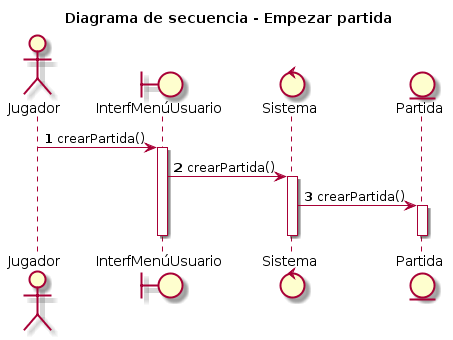 Diagrama de secuencia - Empezar partida
Jugador InterfMenúUsuario Sistema Partida
1 crearPartida()
2 crearPartida()
3 crearPartida()
Jugador InterfMenúUsuario Sistema Partida